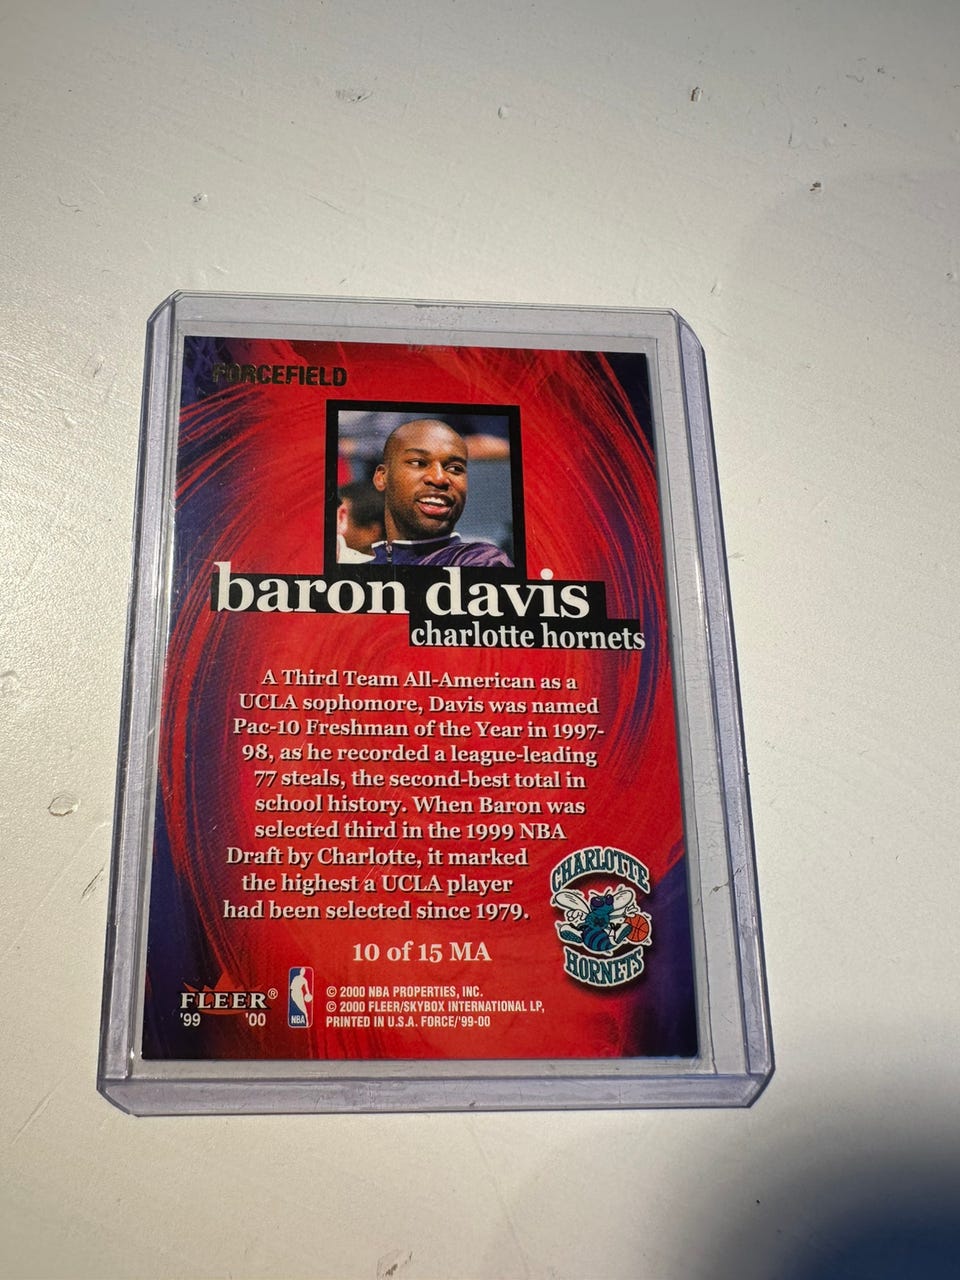 FORCEFIELD
baron davis
charlotte hornets
A Third Team All-American as a
UCLA sophomore, Davis was named
Pac-10 Freshman of the Year in 1997-
98, as he recorded a league-leading
77 steals, the second-best total in
school history. When Baron was
selected third in the 1999 NBA
Draft by Charlotte, it marked
the highest a UCLA player
had been selected since 1979.
CHARLOTTE
HORNETS
10 of 15 MA
FLEER®
'99 '00
NBA
© 2000 NBA PROPERTIES, INC.
© 2000 FLEER/SKYBOX INTERNATIONAL LP,
PRINTED IN U.S.A. FORCE/'99-00